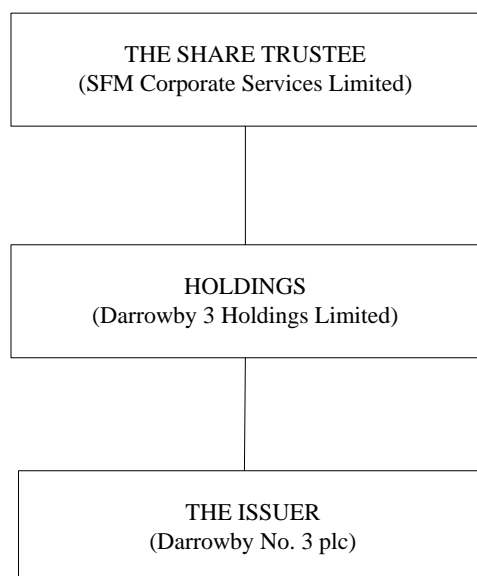 THE SHARE TRUSTEE
(SFM Corporate Services Limited)
HOLDINGS
(Darrowby 3 Holdings Limited)
THE ISSUER
(Darrowby No. 3 plc)